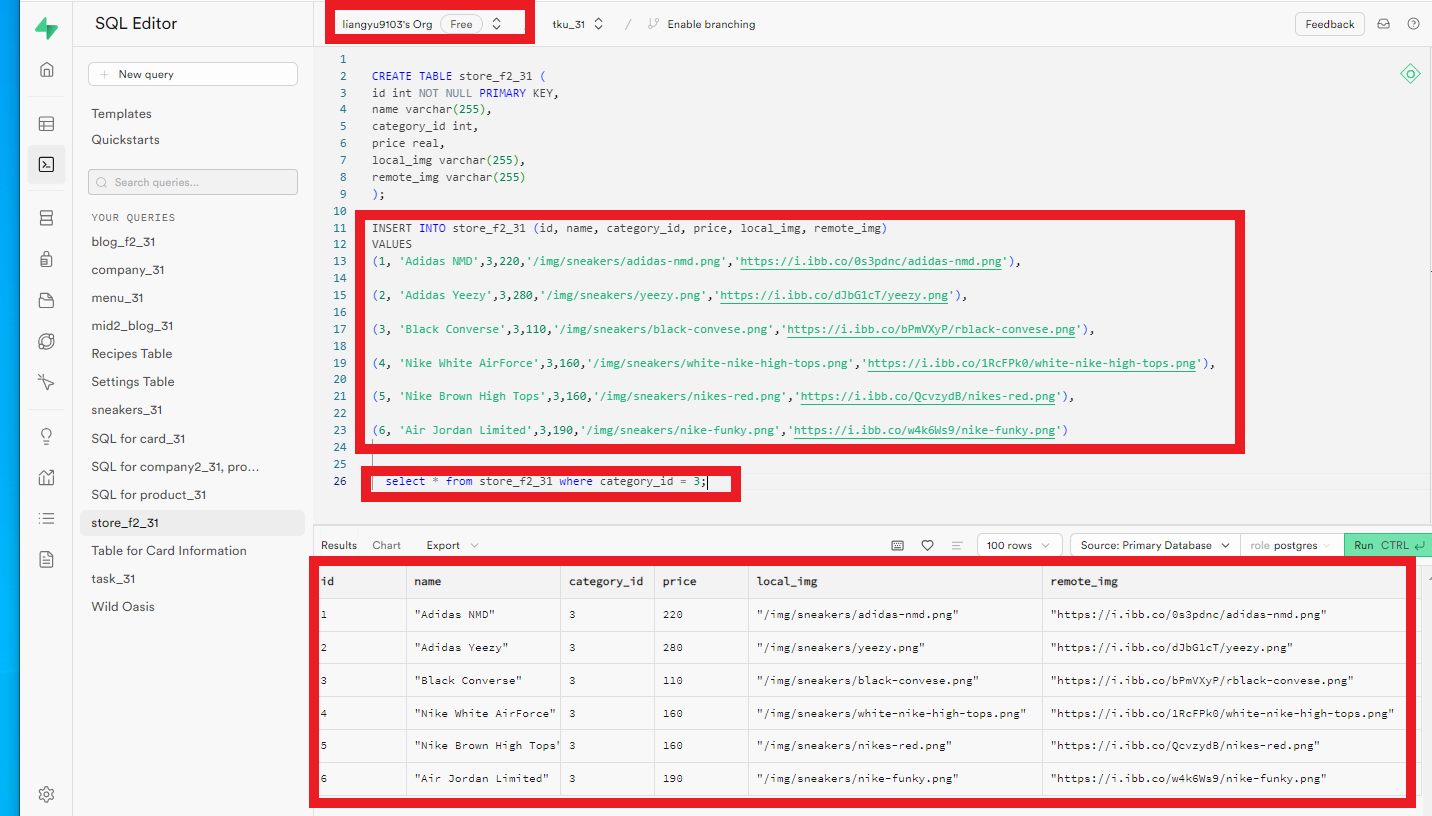 SQL Editor
liangyu9103's Org Free
tku_31 / Enable branching
Feedback
New query
Templates
Quickstarts
Search queries...
YOUR QUERIES
blog_f2_31
company_31
menu_31
mid2_blog_31
Recipes Table
Settings Table
sneakers_31
SQL for card_31
SQL for company2_31, pro...
SQL for product_31
store_f2_31
Table for Card Information
task_31
Wild Oasis
1
2 CREATE TABLE store_f2_31 (
3 id int NOT NULL PRIMARY KEY,
4 name varchar(255),
5 category_id int,
6 price real,
7 local_img varchar(255),
8 remote_img varchar(255)
9 );
10
11 INSERT INTO store_f2_31 (id, name, category_id, price, local_img, remote_img)
12 VALUES
13 (1, 'Adidas NMD',3,220,'/img/sneakers/adidas-nmd.png','https://i.ibb.co/0s3pdnc/adidas-nmd.png'),
14
15 (2, 'Adidas Yeezy',3,280,'/img/sneakers/yeezy.png','https://i.ibb.co/dJbG1cT/yeezy.png'),
16
17 (3, 'Black Converse',3,110,'/img/sneakers/black-convese.png','https://i.ibb.co/bPmVXyP/rblack-convese.png'),
18
19 (4, 'Nike White AirForce',3,160,'/img/sneakers/white-nike-high-tops.png','https://i.ibb.co/1RcFPk0/white-nike-high-tops.png'),
20
21 (5, 'Nike Brown High Tops',3,160,'/img/sneakers/nikes-red.png','https://i.ibb.co/QcvzydB/nikes-red.png'),
22
23 (6, 'Air Jordan Limited',3,190,'/img/sneakers/nike-funky.png','https://i.ibb.co/w4k6Ws9/nike-funky.png')
24
25
26 select * from store_f2_31 where category_id = 3;
Results Chart Export 100 rows Source: Primary Database role postgres Run CTRL
id name category_id price local_img remote_img
1 "Adidas NMD" 3 220 "/img/sneakers/adidas-nmd.png" "https://i.ibb.co/0s3pdnc/adidas-nmd.png"
2 "Adidas Yeezy" 3 280 "/img/sneakers/yeezy.png" "https://i.ibb.co/dJbG1cT/yeezy.png"
3 "Black Converse" 3 110 "/img/sneakers/black-convese.png" "https://i.ibb.co/bPmVXyP/rblack-convese.png"
4 "Nike White AirForce" 3 160 "/img/sneakers/white-nike-high-tops.png" "https://i.ibb.co/1RcFPk0/white-nike-high-tops.png"
5 "Nike Brown High Tops" 3 160 "/img/sneakers/nikes-red.png" "https://i.ibb.co/QcvzydB/nikes-red.png"
6 "Air Jordan Limited" 3 190 "/img/sneakers/nike-funky.png" "https://i.ibb.co/w4k6Ws9/nike-funky.png"